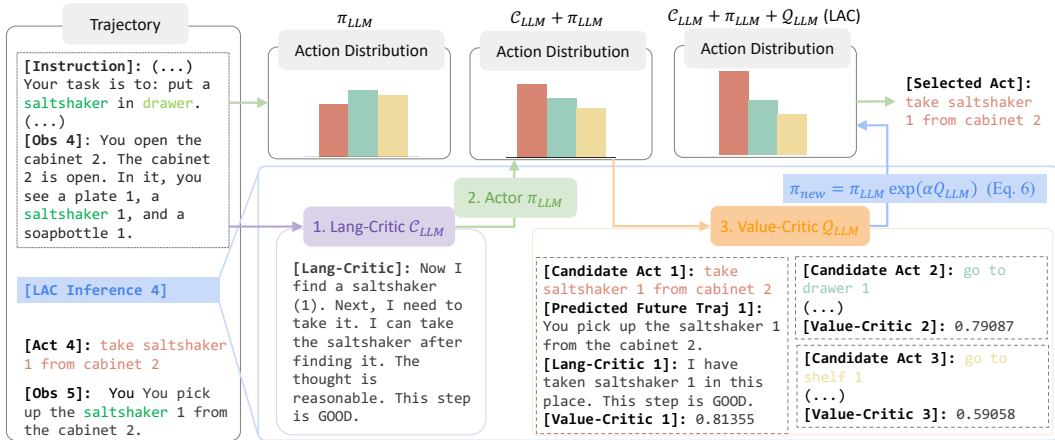 Trajectory
[Instruction]: (...)
Your task is to: put a
saltshaker in drawer.
(...)
[Obs 4]: You open the
cabinet 2. The cabinet
2 is open. In it, you
see a plate 1, a
saltshaker 1, and a
soapbottle 1.
[LAC Inference 4]
[Act 4]: take saltshaker
1 from cabinet 2
[Obs 5]: You You pick
up the saltshaker 1 from
the cabinet 2.
π_LLM
Action Distribution
C_LLM + π_LLM
Action Distribution
C_LLM + π_LLM + Q_LLM (LAC)
Action Distribution
[Selected Act]:
take saltshaker
1 from cabinet 2
π_new = π_LLM exp(αQ_LLM) (Eq. 6)
1. Lang-Critic C_LLM
2. Actor π_LLM
3. Value-Critic Q_LLM
[Lang-Critic]: Now I
find a saltshaker
(1). Next, I need to
take it. I can take
the saltshaker after
finding it. The
thought is
reasonable. This step
is GOOD.
[Candidate Act 1]: take
saltshaker 1 from cabinet 2
[Predicted Future Traj 1]:
You pick up the saltshaker 1
from the cabinet 2.
[Lang-Critic 1]: I have
taken saltshaker 1 in this
place. This step is GOOD.
[Value-Critic 1]: 0.81355
[Candidate Act 2]: go to
drawer 1
(...)
[Value-Critic 2]: 0.79087
[Candidate Act 3]: go to
shelf 1
(...)
[Value-Critic 3]: 0.59058